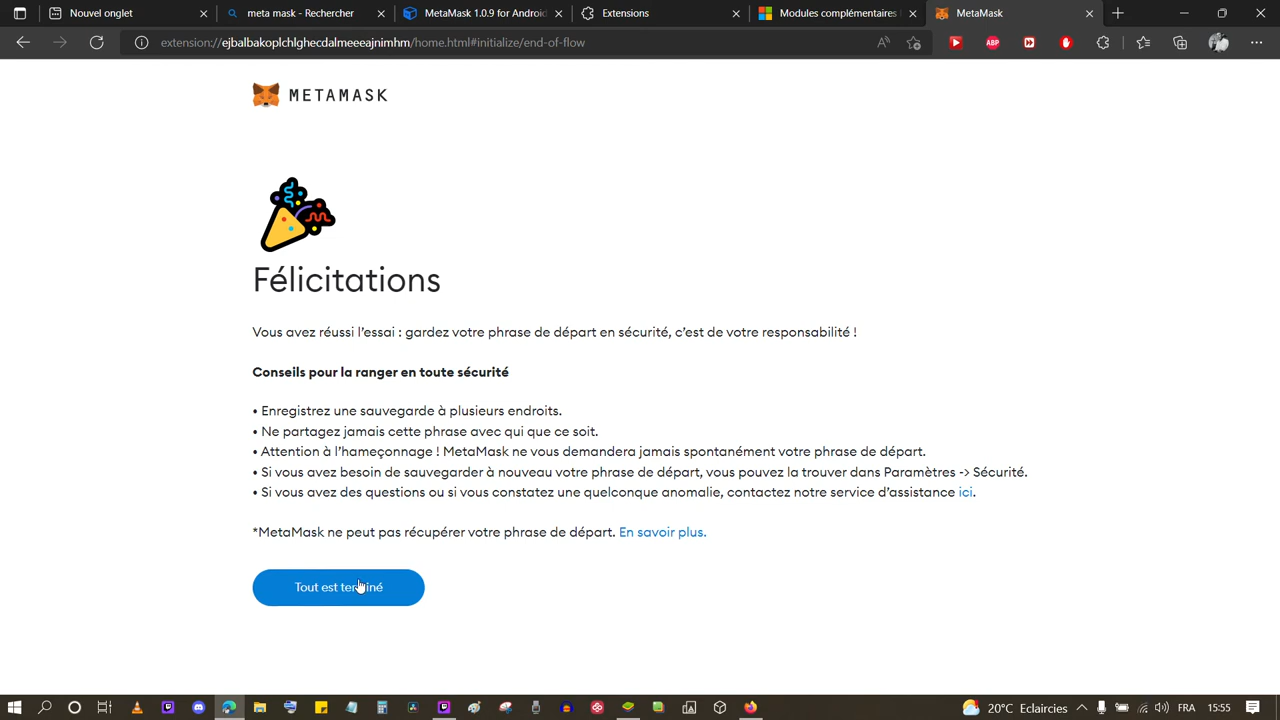 Nouvel onglet
meta mask - Rechercher
MetaMask 1.0.9 for Android
Extensions
Modules complémentaires
MetaMask
extension://ejbalbakoplchlghecdalmeeeajnimhm/home.html#initialize/end-of-flow
ABP
METAMASK
Félicitations
Vous avez réussi l’essai : gardez votre phrase de départ en sécurité, c’est de votre responsabilité !
Conseils pour la ranger en toute sécurité
• Enregistrez une sauvegarde à plusieurs endroits.
• Ne partagez jamais cette phrase avec qui que ce soit.
• Attention à l’hameçonnage ! MetaMask ne vous demandera jamais spontanément votre phrase de départ.
• Si vous avez besoin de sauvegarder à nouveau votre phrase de départ, vous pouvez la trouver dans Paramètres -> Sécurité.
• Si vous avez des questions ou si vous constatez une quelconque anomalie, contactez notre service d’assistance ici.
*MetaMask ne peut pas récupérer votre phrase de départ. En savoir plus.
Tout est terminé
20°C Eclaircies
FRA
15:55